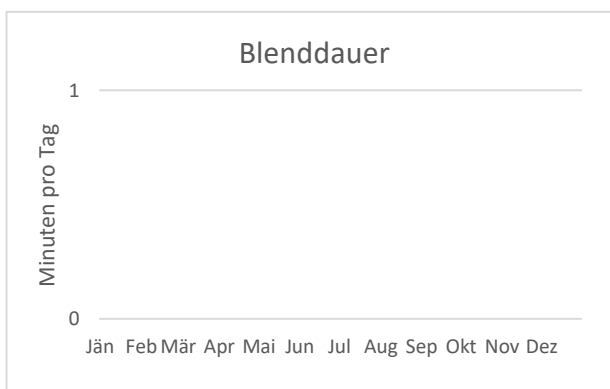 Blenddauer
1
Minuten pro Tag
0
Jän Feb Mär Apr Mai Jun Jul Aug Sep Okt Nov Dez